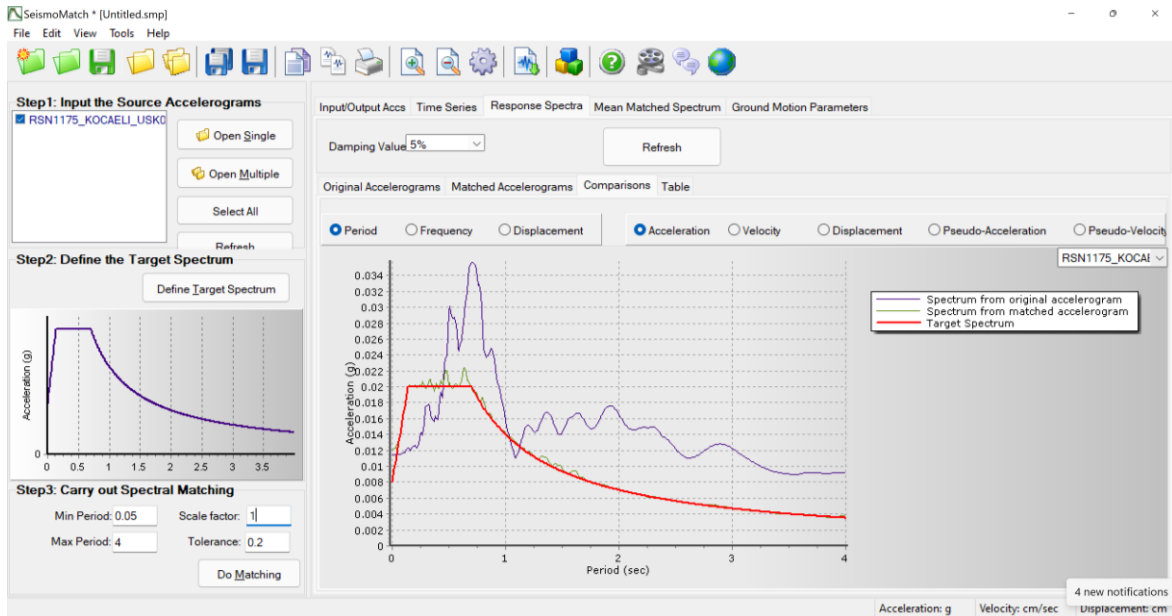 SeismoMatch * [Untitled.smp]
File Edit View Tools Help
Step1: Input the Source Accelerograms
RSN1175_KOCAELI_USK0
Open Single
Open Multiple
Select All
Refresh
Step2: Define the Target Spectrum
Define Target Spectrum
Acceleration (g)
0
0 0.5 1 1.5 2 2.5 3 3.5
Step3: Carry out Spectral Matching
Min Period: 0.05 Scale factor: 1
Max Period: 4 Tolerance: 0.2
Do Matching
Input/Output Accs Time Series Response Spectra Mean Matched Spectrum Ground Motion Parameters
Damping Value 5% Refresh
Original Accelerograms Matched Accelerograms Comparisons Table
Period Frequency Displacement Acceleration Velocity Displacement Pseudo-Acceleration Pseudo-Velocity
RSN1175_KOCAE
Spectrum from original accelerogram
Spectrum from matched accelerogram
Target Spectrum
0.034
0.032
0.03
0.028
0.026
0.024
0.022
0.02
0.018
0.016
0.014
0.012
0.01
0.008
0.006
0.004
0.002
0
Acceleration (g)
0 1 2 3 4
Period (sec)
4 new notifications
Acceleration: g Velocity: cm/sec Displacement: cm